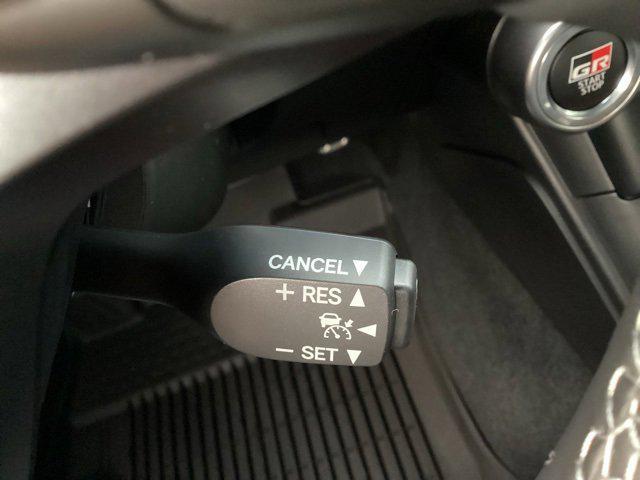 GR
START
STOP
CANCEL ▼
+ RES ▲
◀
− SET ▼